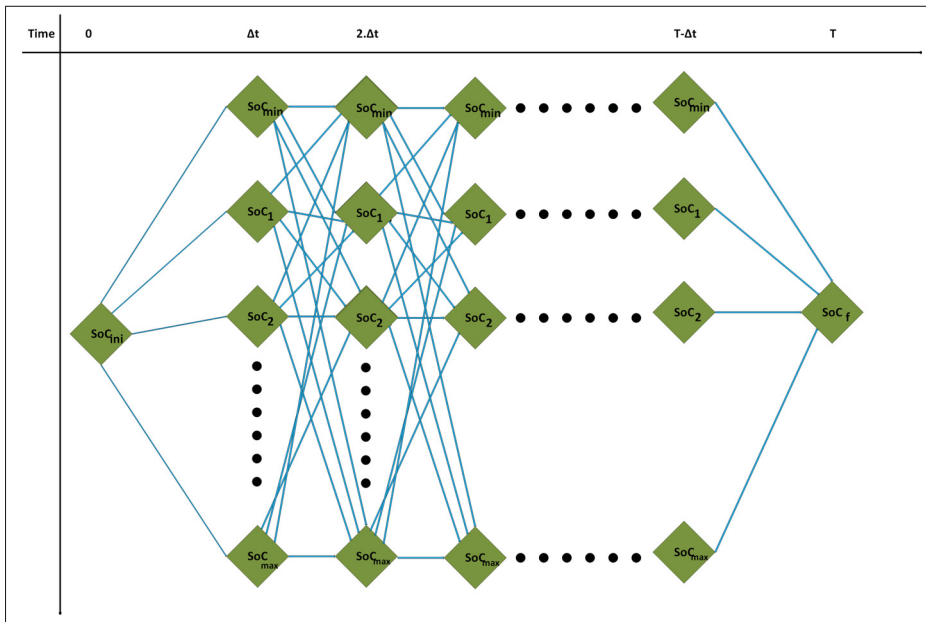 Time 0 Δt 2.Δt T-Δt T
SoCmin SoCmin SoCmin SoCmin
SoC1 SoC1 SoC1 SoC1
SoC2 SoC2 SoC2 SoC2 SoC f
SoCini
SoCmax SoCmax SoCmax SoCmax